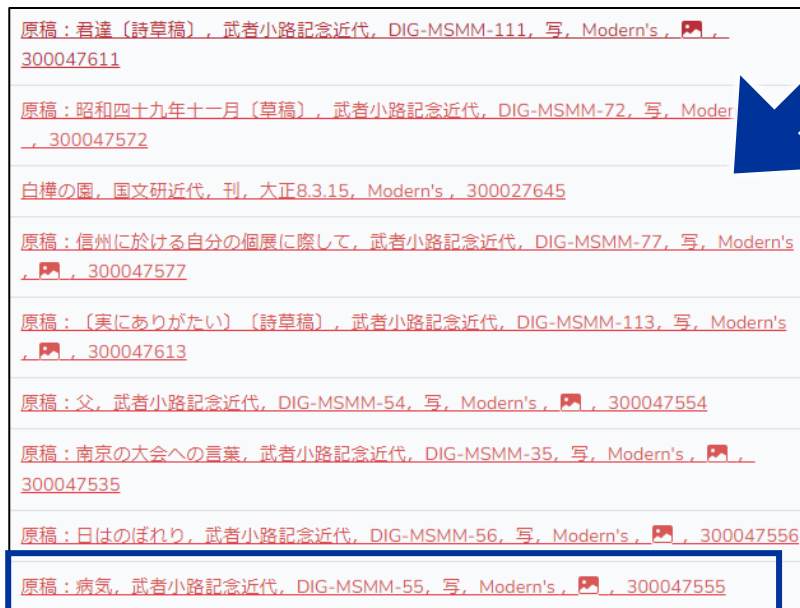 原稿：君達〔詩草稿〕, 武者小路記念近代, DIG-MSMM-111, 写, Modern's , ,
300047611
原稿：昭和四十九年十一月〔草稿〕, 武者小路記念近代, DIG-MSMM-72, 写, Moder
, 300047572
白樺の園, 国文研近代, 刊, 大正8.3.15, Modern's , 300027645
原稿：信州に於ける自分の個展に際して, 武者小路記念近代, DIG-MSMM-77, 写, Modern's
, , 300047577
原稿：〔実にありがたい〕〔詩草稿〕, 武者小路記念近代, DIG-MSMM-113, 写, Modern's
, , 300047613
原稿：父, 武者小路記念近代, DIG-MSMM-54, 写, Modern's , , 300047554
原稿：南京の大会への言葉, 武者小路記念近代, DIG-MSMM-35, 写, Modern's , ,
300047535
原稿：日はのぼれり, 武者小路記念近代, DIG-MSMM-56, 写, Modern's , , 300047556
原稿：病気, 武者小路記念近代, DIG-MSMM-55, 写, Modern's , , 300047555